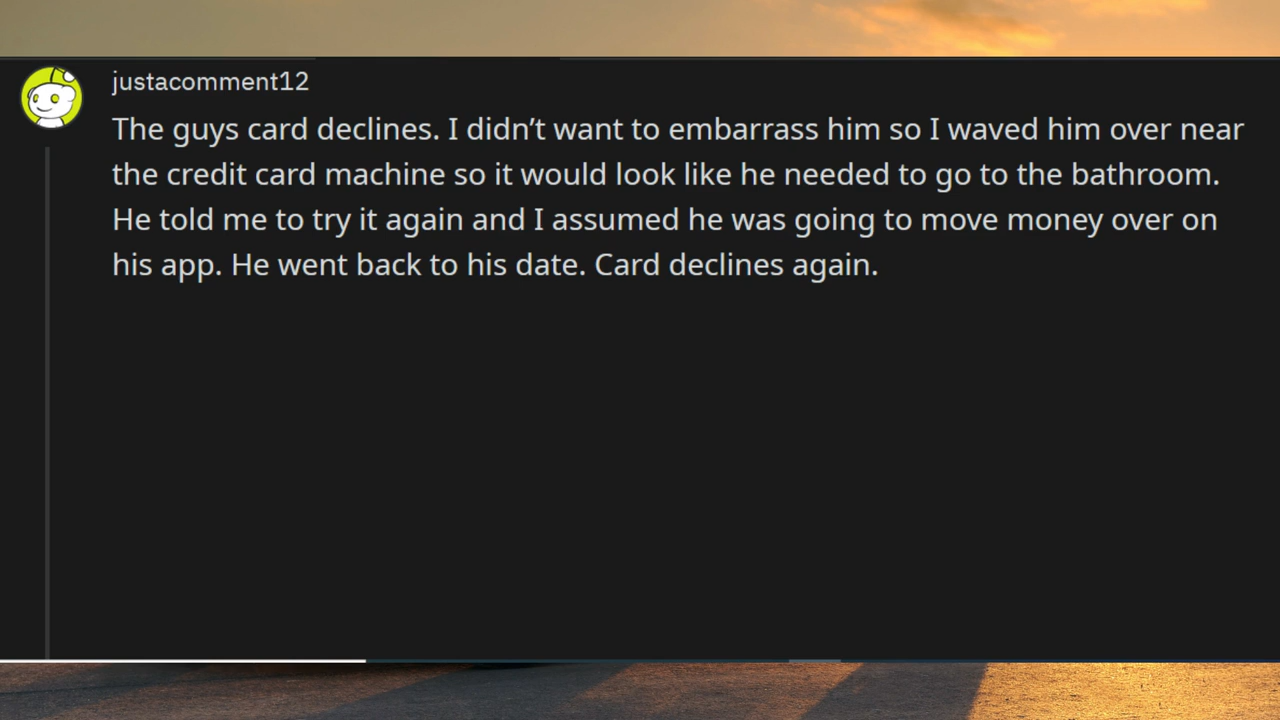 justacomment12
The guys card declines. I didn’t want to embarrass him so I waved him over near
the credit card machine so it would look like he needed to go to the bathroom.
He told me to try it again and I assumed he was going to move money over on
his app. He went back to his date. Card declines again.